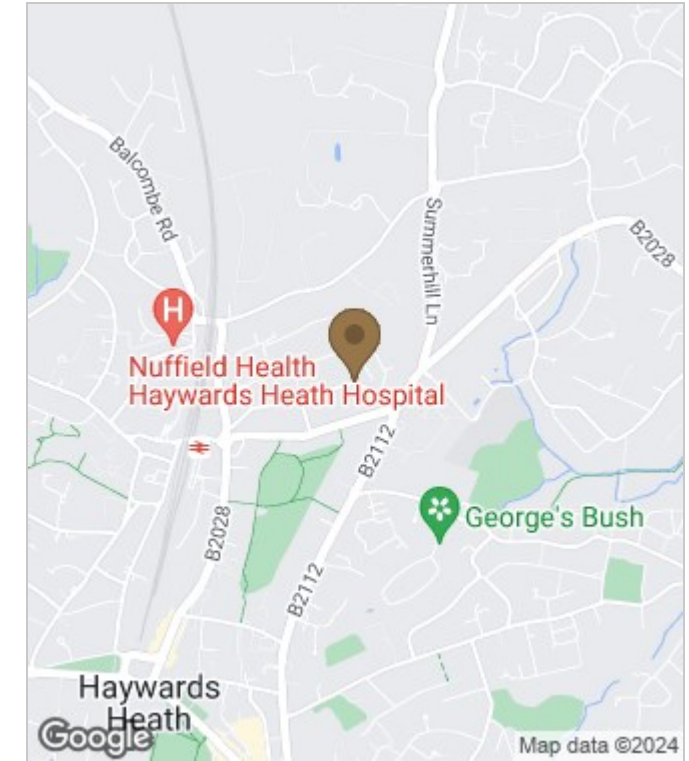 Balcombe Rd
Summerhill Ln
B2028
H
Nuffield Health
Haywards Heath Hospital
B2112
B2028
George's Bush
B2112
Haywards
Heath
Google
Map data ©2024